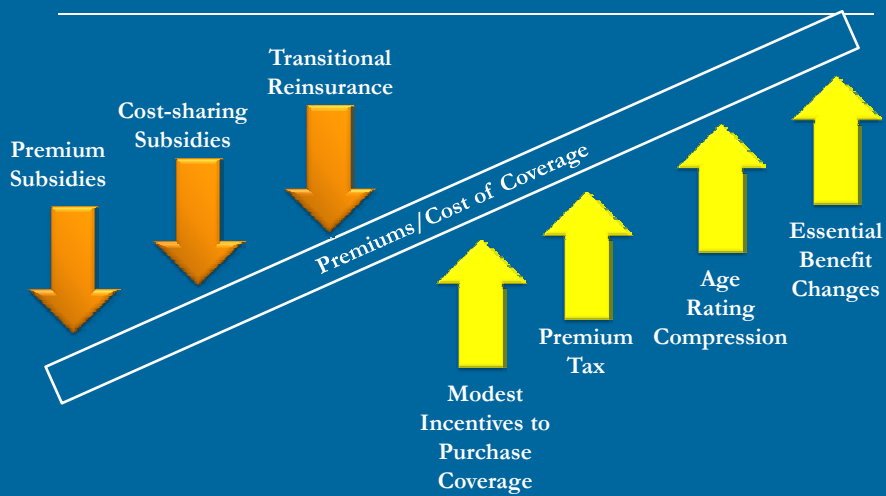 Transitional
Reinsurance
Cost-sharing
Subsidies
Premium
Subsidies
Premiums/Cost of Coverage
Essential
Benefit
Changes
Age
Rating
Compression
Premium
Tax
Modest
Incentives to
Purchase
Coverage